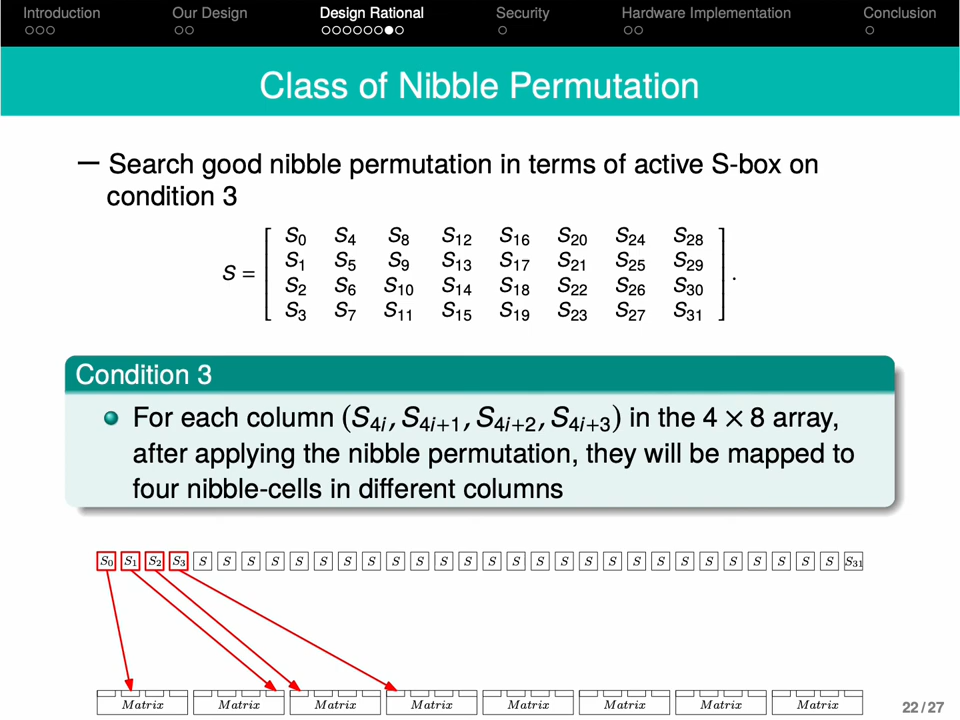 Introduction Our Design Design Rational Security Hardware Implementation Conclusion
Class of Nibble Permutation
— Search good nibble permutation in terms of active S-box on
condition 3
S0 S4 S8 S12 S16 S20 S24 S28
S1 S5 S9 S13 S17 S21 S25 S29
S =
S2 S6 S10 S14 S18 S22 S26 S30
S3 S7 S11 S15 S19 S23 S27 S31
.
Condition 3
For each column (S4i, S4i+1, S4i+2, S4i+3) in the 4 × 8 array,
after applying the nibble permutation, they will be mapped to
four nibble-cells in different columns
S0 S1 S2 S3 S S S S S S S S S S S S S S S S S S S S S S S S S S S S31
Matrix Matrix Matrix Matrix Matrix Matrix Matrix Matrix
22 / 27